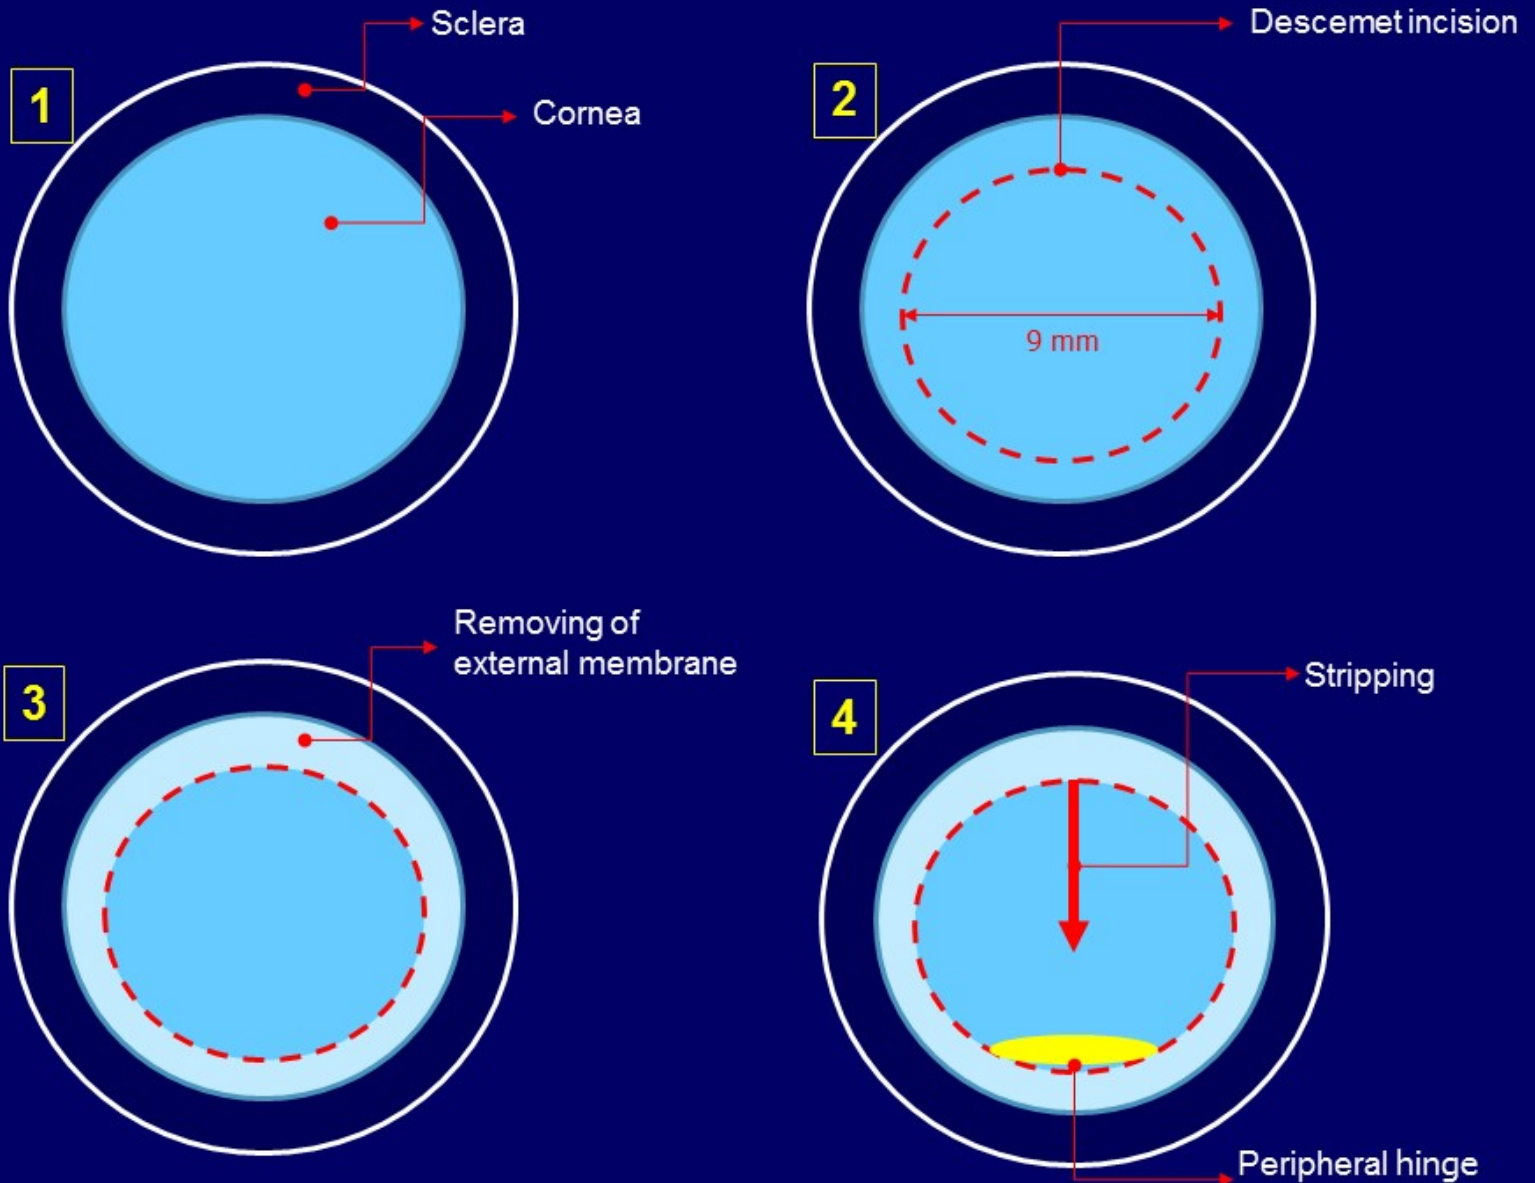 Sclera
1
Cornea
Descemet incision
2
9 mm
Removing of
external membrane
3
Stripping
4
Peripheral hinge